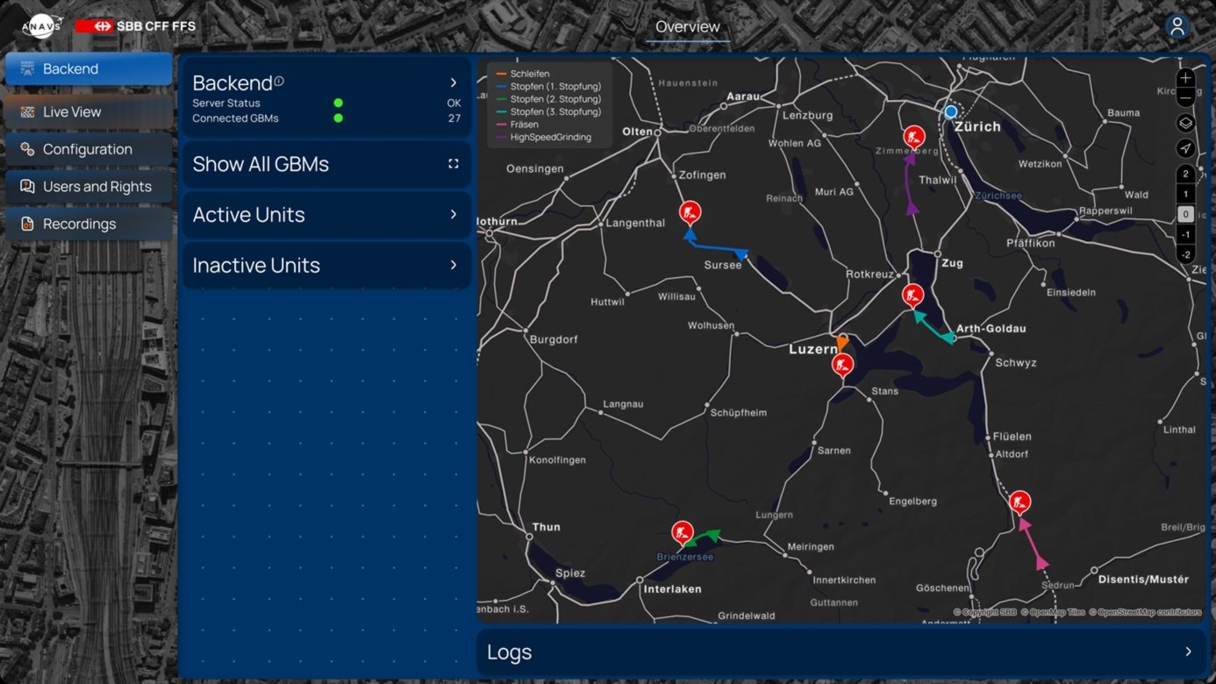 ANAVS
SBB CFF FFS
Overview
Backend
Live View
Configuration
Users and Rights
Recordings
Backend
Server Status OK
Connected GBMs 27
Show All GBMs
Active Units
Inactive Units
Schleifen
Stopfen (1. Stopfung)
Stopfen (2. Stopfung)
Stopfen (3. Stopfung)
Fräsen
HighSpeedGrinding
Hauenstein
Aarau
Olten
Oberentfelden
Lenzburg
Wohlen AG
Zürich
Bauma
Zimmerberg
Thalwil
Wetzikon
Oensingen
Zofingen
Muri AG
Reinach
Zürichsee
Wald
Rapperswil
Langenthal
Pfäffikon
Sursee
Rotkreuz
Zug
Einsiedeln
Huttwil
Willisau
Wolhusen
Arth-Goldau
Burgdorf
Luzern
Schwyz
Stans
Langnau
Schüpfheim
Linthal
Flüelen
Altdorf
Sarnen
Konolfingen
Engelberg
Lungern
Thun
Breil/Brig
Meiringen
Brienzersee
Spiez
Interlaken
Innertkirchen
Göschenen
Sedrun
Disentis/Mustér
Guttannen
enbach i.S.
Grindelwald
2
1
0
-1
-2
© Copyright SBB © OpenMap Tiles © OpenStreetMap contributors
Logs